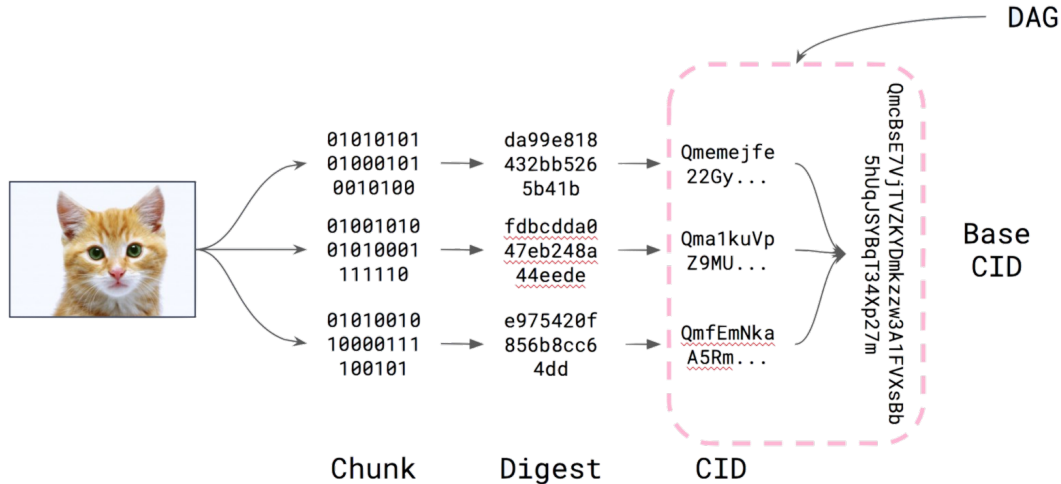 DAG
01010101
01000101
0010100
da99e818
432bb526
5b41b
Qmemejfe
22Gy...
01001010
01010001
111110
fdbcdda0
47eb248a
44eede
Qma1kuVp
Z9MU...
01010010
10000111
100101
e975420f
856b8cc6
4dd
QmfEmNka
A5Rm...
QmcBsE7VjTVZKYDmkzzw3A1FVXsBb
5hUqJSYBqT34Xp27m
Base
CID
Chunk
Digest
CID